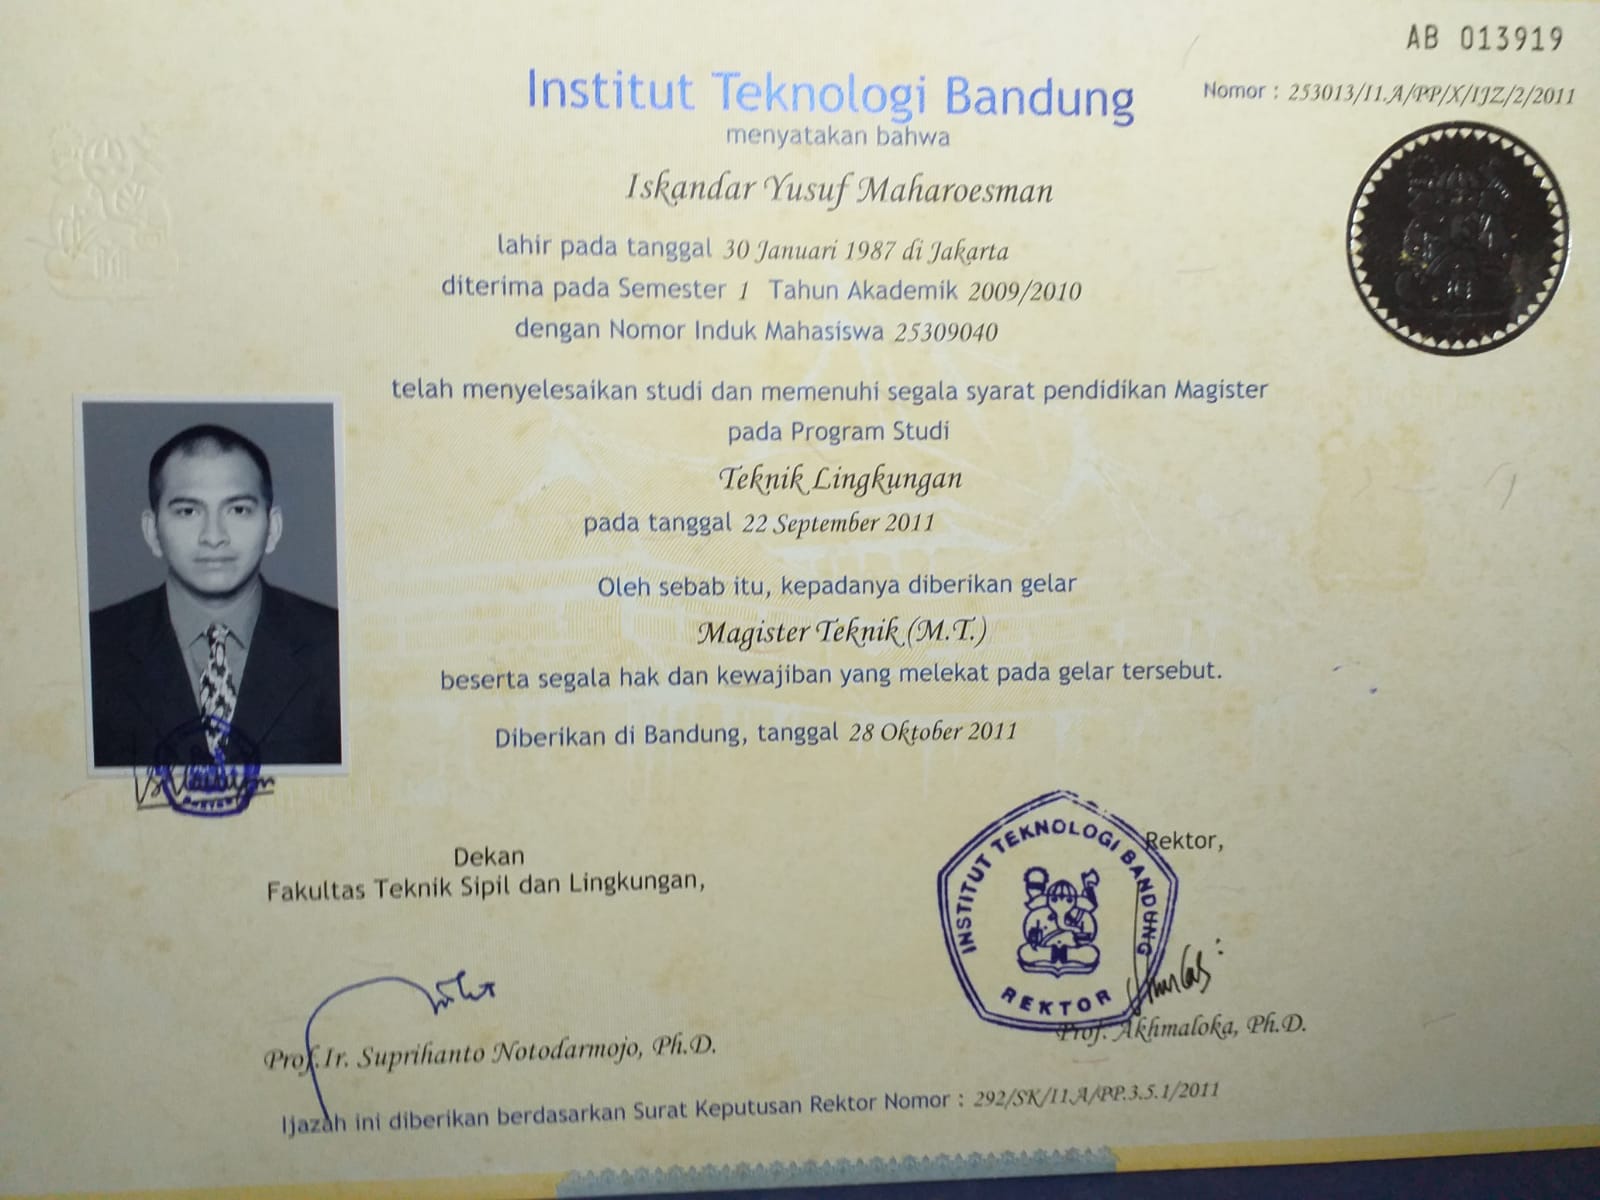 AB 013919
Nomor : 253013/I1.A/PP/X/IJZ/2/2011
Institut Teknologi Bandung
menyatakan bahwa
Iskandar Yusuf Maharoesman
lahir pada tanggal 30 Januari 1987 di Jakarta
diterima pada Semester 1 Tahun Akademik 2009/2010
dengan Nomor Induk Mahasiswa 25309040
telah menyelesaikan studi dan memenuhi segala syarat pendidikan Magister
pada Program Studi
Teknik Lingkungan
pada tanggal 22 September 2011
Oleh sebab itu, kepadanya diberikan gelar
Magister Teknik (M.T.)
beserta segala hak dan kewajiban yang melekat pada gelar tersebut.
Diberikan di Bandung, tanggal 28 Oktober 2011
Dekan
Fakultas Teknik Sipil dan Lingkungan,
Prof.Ir. Suprihanto Notodarmojo, Ph.D.
Rektor,
INSTITUT TEKNOLOGI BANDUNG
REKTOR
Prof. Akhmaloka, Ph.D.
Ijazah ini diberikan berdasarkan Surat Keputusan Rektor Nomor : 292/SK/I1.A/PP.3.5.1/2011